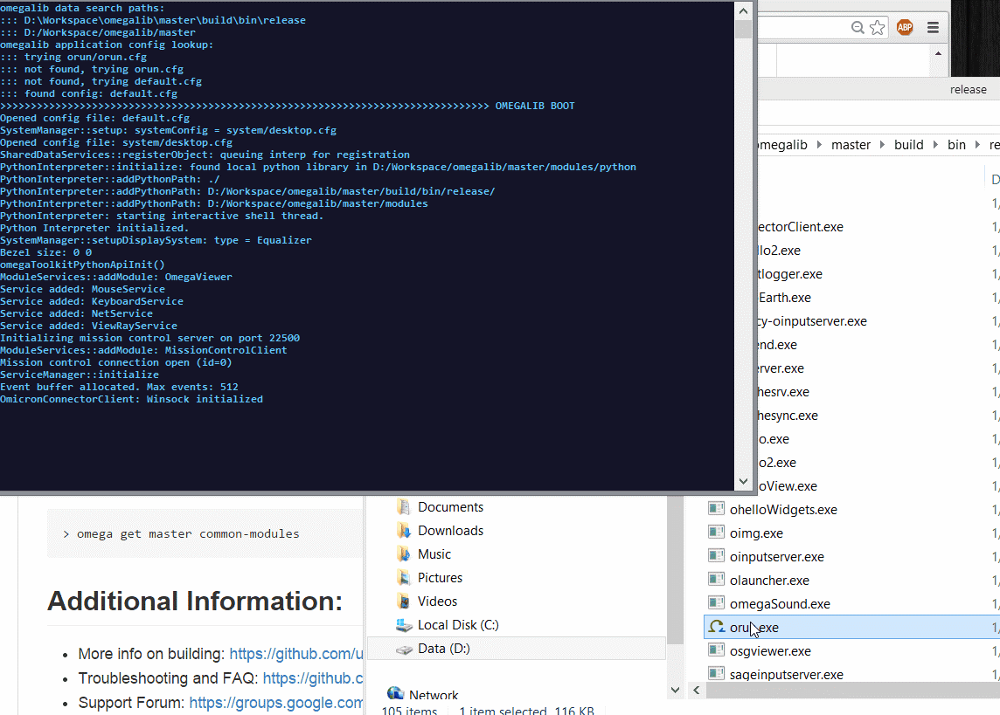 omegalib data search paths:
::: D:\Workspace\omegalib\master\build\bin\release
::: D:/Workspace/omegalib/master
omegalib application config lookup:
::: trying orun/orun.cfg
::: not found, trying orun.cfg
::: not found, trying default.cfg
::: found config: default.cfg
>>>>>>>>>>>>>>>>>>>>>>>>>>>>>>>>>>>>>>>>>>>>>>>>>>>>>>>>>>>>>>>>>>>>>>>>>>>>>>>> OMEGALIB BOOT
Opened config file: default.cfg
SystemManager::setup: systemConfig = system/desktop.cfg
Opened config file: system/desktop.cfg
SharedDataServices::registerObject: queuing interp for registration
PythonInterpreter::initialize: found local python library in D:/Workspace/omegalib/master/modules/python
PythonInterpreter::addPythonPath: ./
PythonInterpreter::addPythonPath: D:/Workspace/omegalib/master/build/bin/release/
PythonInterpreter::addPythonPath: D:/Workspace/omegalib/master/modules
PythonInterpreter: starting interactive shell thread.
Python Interpreter initialized.
SystemManager::setupDisplaySystem: type = Equalizer
Bezel size: 0 0
omegaToolkitPythonApiInit()
ModuleServices::addModule: OmegaViewer
Service added: MouseService
Service added: KeyboardService
Service added: NetService
Service added: ViewRayService
Initializing mission control server on port 22500
ModuleServices::addModule: MissionControlClient
Mission control connection open (id=0)
ServiceManager::initialize
Event buffer allocated. Max events: 512
OmicronConnectorClient: Winsock initialized
ABP
release
omegalib
master
build
bin
re
D
ectorClient.exe
llo2.exe
tlogger.exe
Earth.exe
cy-oinputserver.exe
end.exe
erver.exe
hesrv.exe
hesync.exe
o.exe
o2.exe
oView.exe
ohelloWidgets.exe
oimg.exe
oinputserver.exe
olauncher.exe
omegaSound.exe
orun.exe
osgviewer.exe
sageinputserver.exe
Documents
Downloads
Music
Pictures
Videos
Local Disk (C:)
Data (D:)
Network
105 items
1 item selected 116 KB
> omega get master common-modules
Additional Information:
• More info on building: https://github.com/u
• Troubleshooting and FAQ: https://github.c
• Support Forum: https://groups.google.com